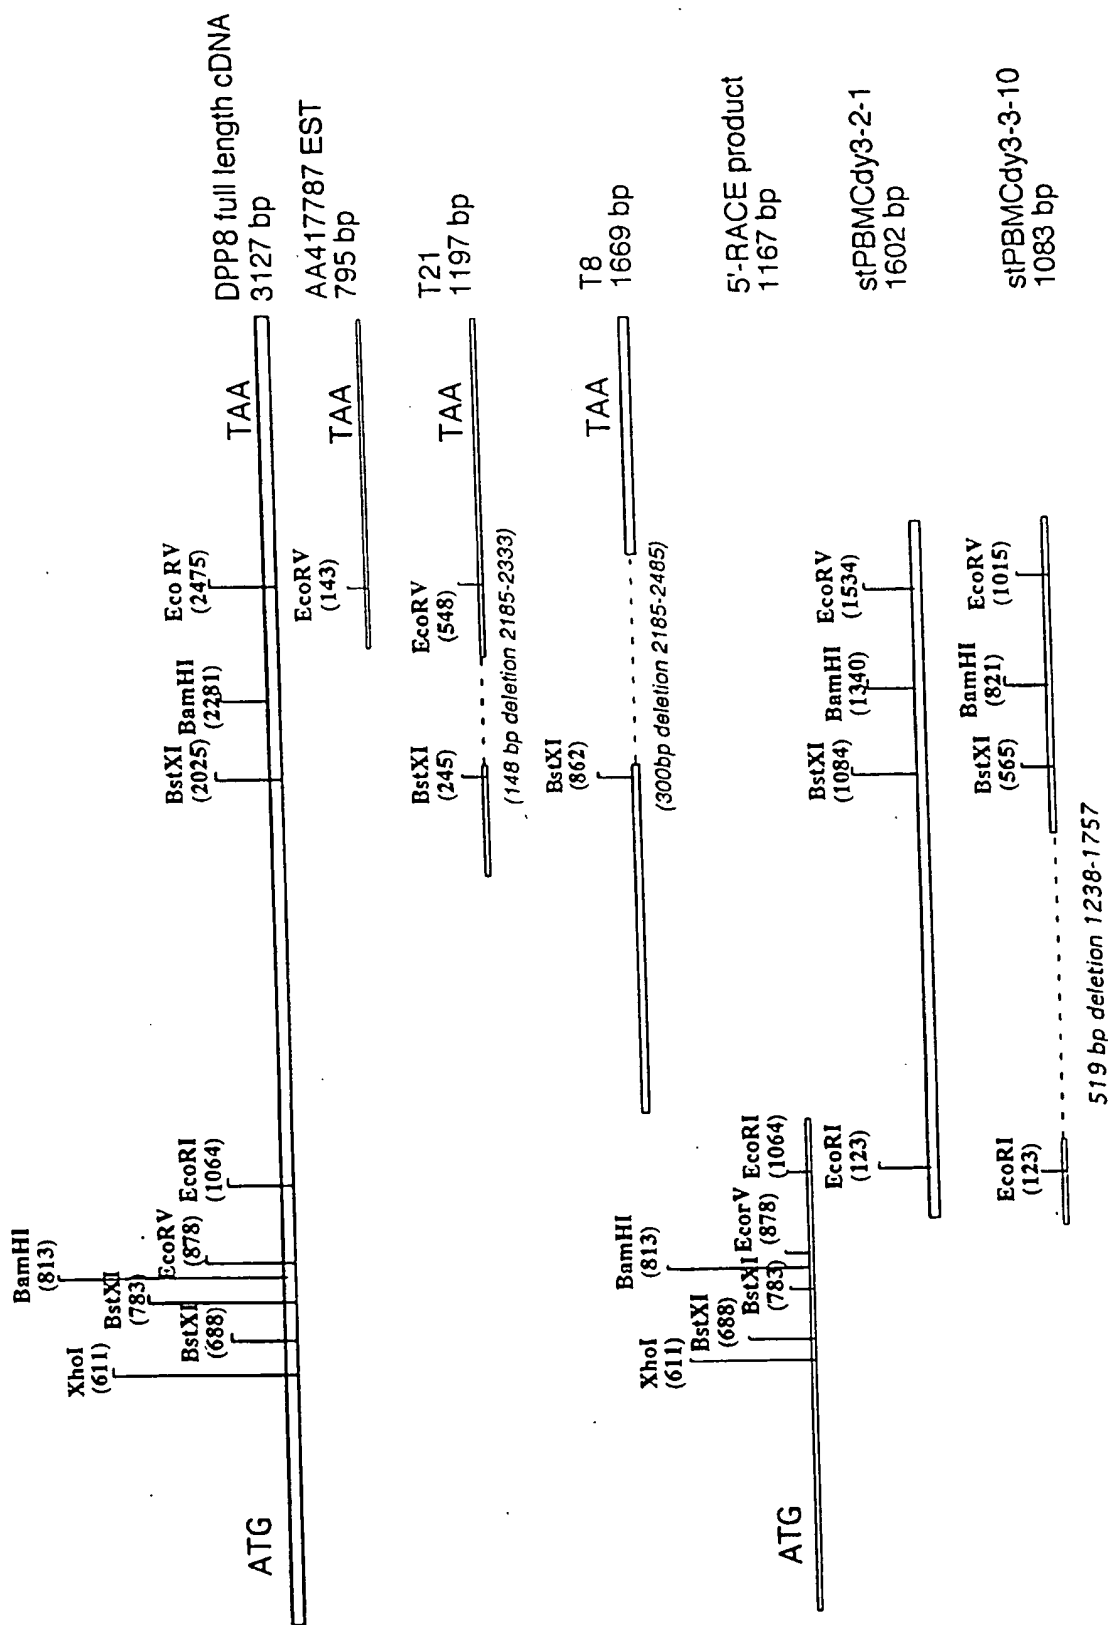 XhoI
(611)
BstXI
(688)
BstXI
(783)
BamHI
(813)
EcoRV
(878)
EcoRI
(1064)
BstXI
(2025)
BamHI
(2281)
Eco RV
(2475)
ATG
TAA
DPP8 full length cDNA
3127 bp
EcoRV
(143)
TAA
AA417787 EST
795 bp
BstXI
(245)
EcoRV
(548)
TAA
T21
1197 bp
(148 bp deletion 2185-2333)
BstXI
(862)
TAA
T8
1669 bp
(300bp deletion 2185-2485)
XhoI
(611)
BstXI
(688)
BstXI
(783)
BamHI
(813)
EcorV
(878)
EcoRI
(1064)
ATG
5'-RACE product
1167 bp
EcoRI
(123)
BstXI
(1084)
BamHI
(1340)
EcoRV
(1534)
stPBMCdy3-2-1
1602 bp
EcoRI
(123)
BstXI
(565)
BamHI
(821)
EcoRV
(1015)
stPBMCdy3-3-10
1083 bp
519 bp deletion 1238-1757